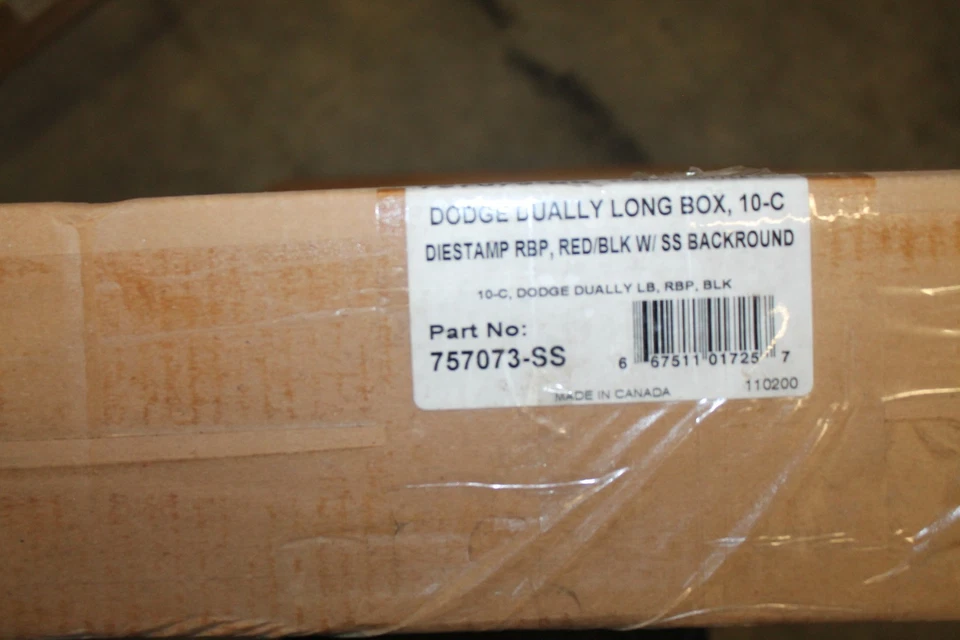 DODGE DUALLY LONG BOX, 10-C
DIESTAMP RBP, RED/BLK W/ SS BACKROUND
10-C, DODGE DUALLY LB, RBP, BLK
Part No:
757073-SS
6 67511 01725 7
MADE IN CANADA
110200